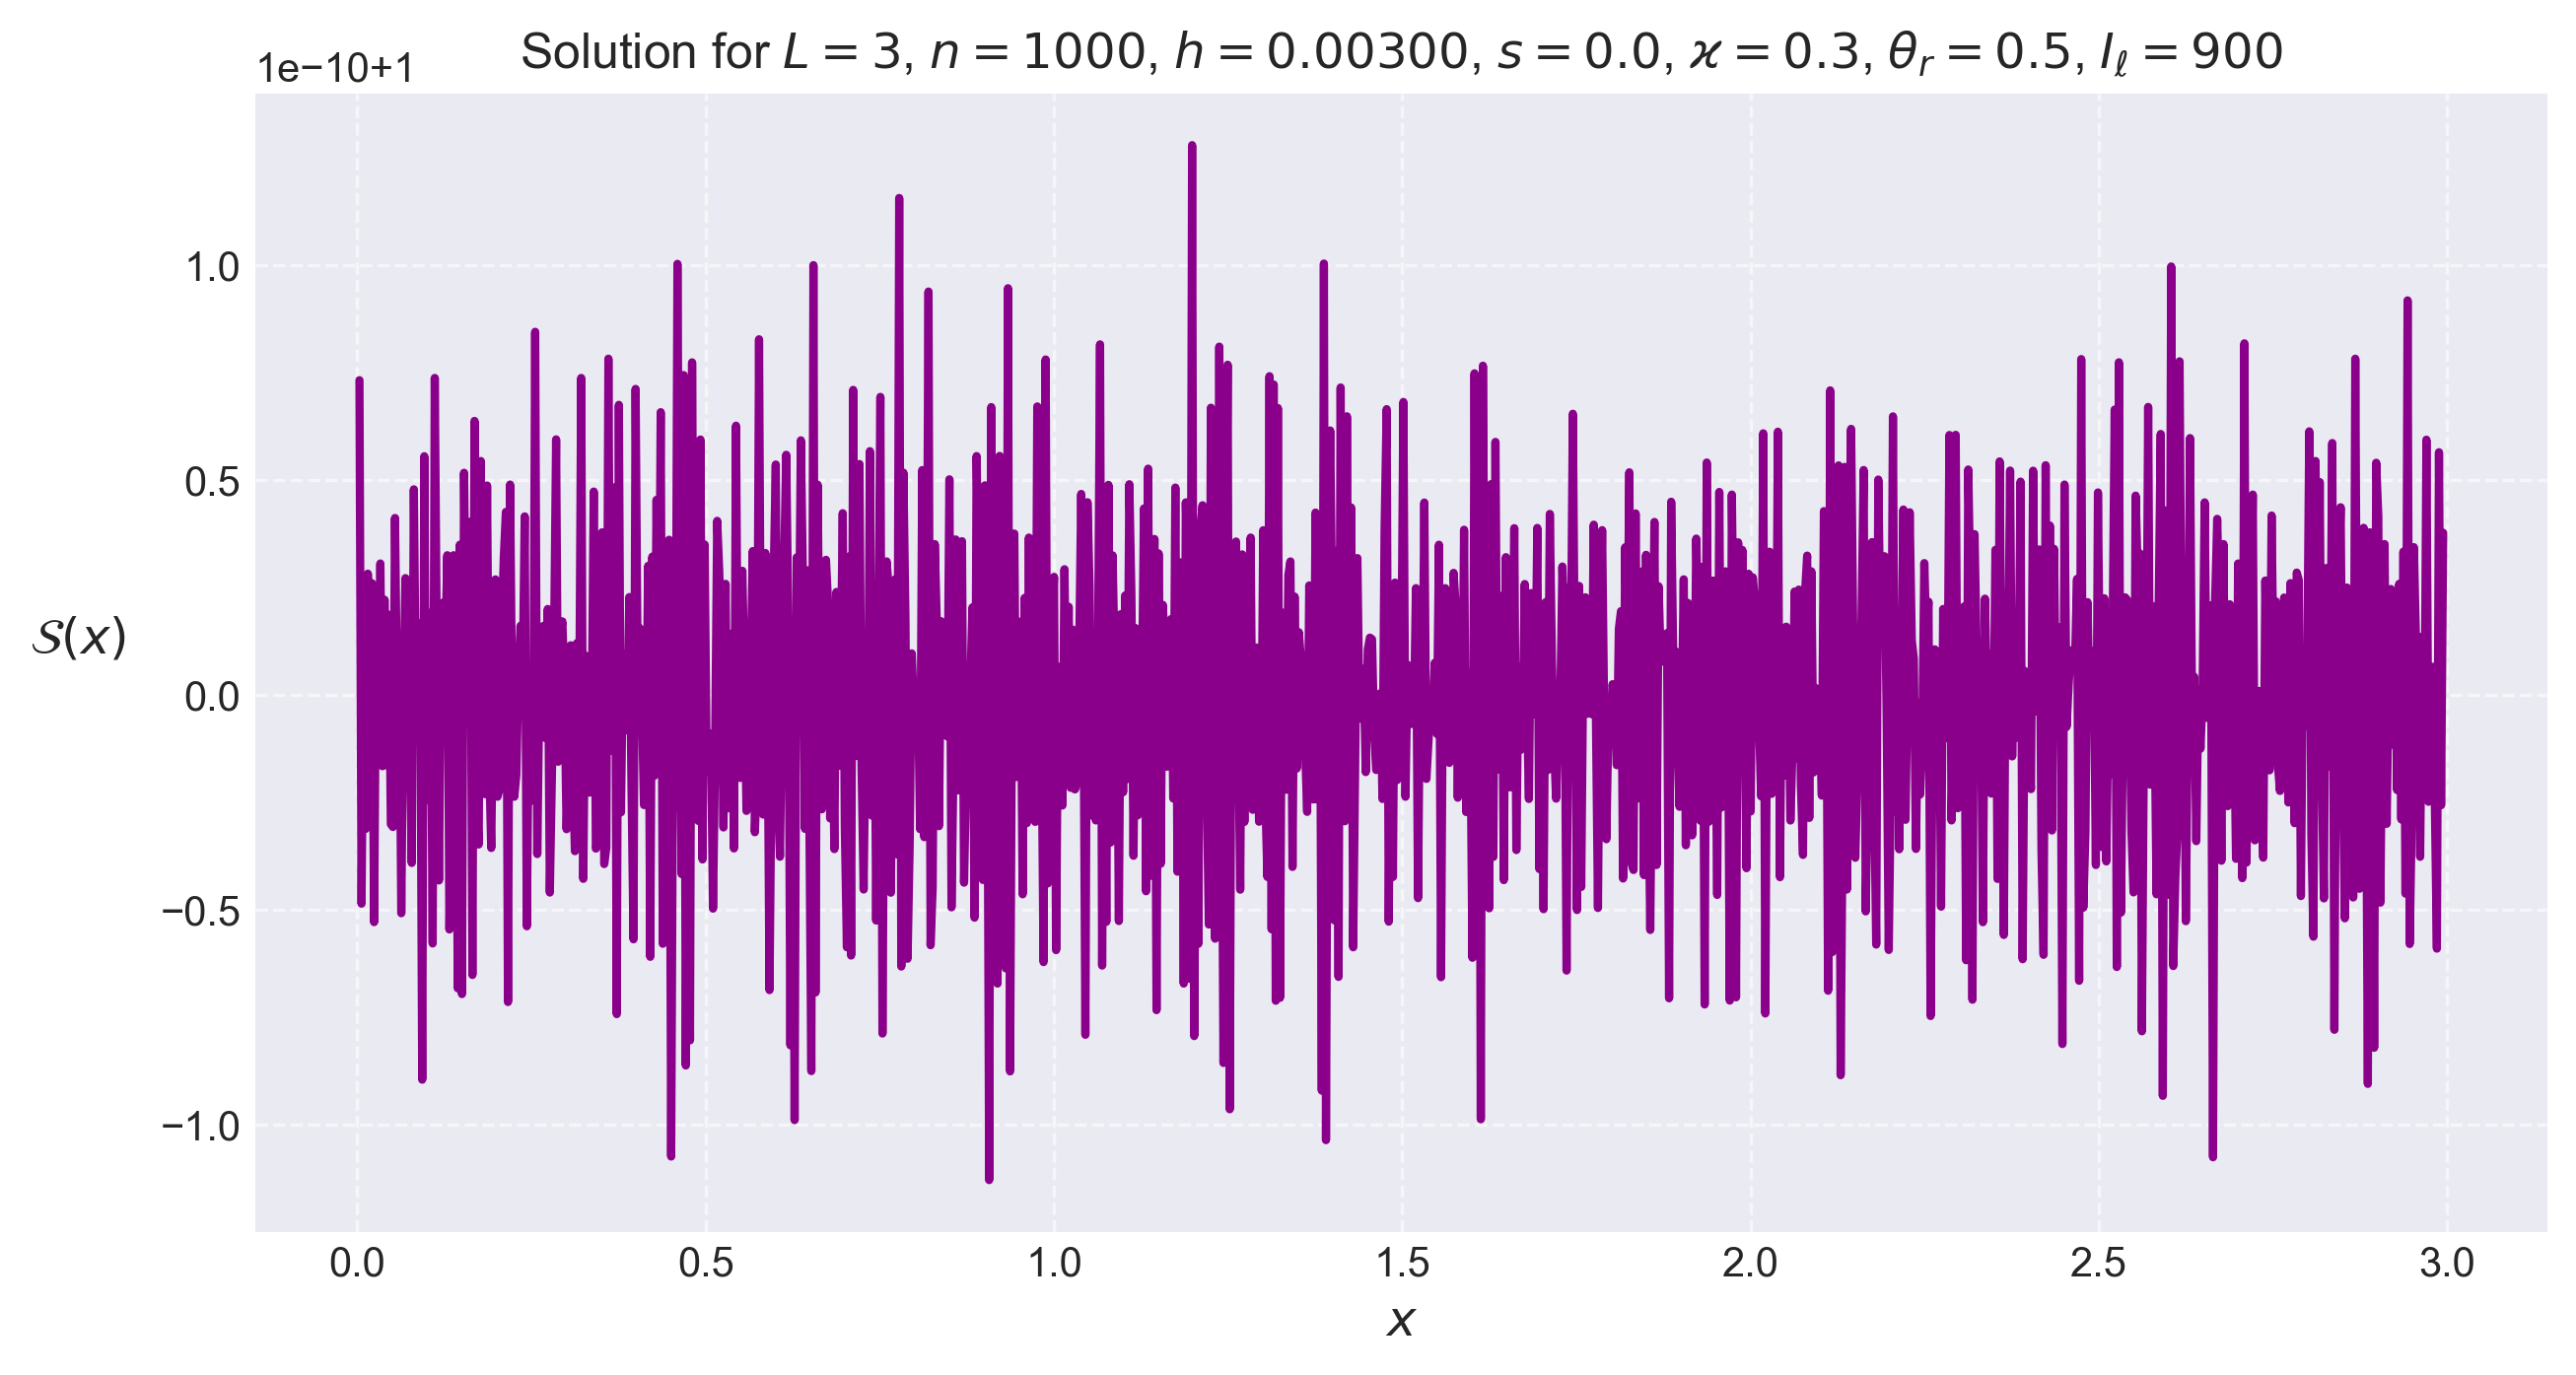 Solution for L = 3, n = 1000, h = 0.00300, s = 0.0, ϰ = 0.3, θᵣ = 0.5, I_ℓ = 900
1e−10+1
1.0
0.5
0.0
−0.5
−1.0
𝒮(x)
0.0 0.5 1.0 1.5 2.0 2.5 3.0
x